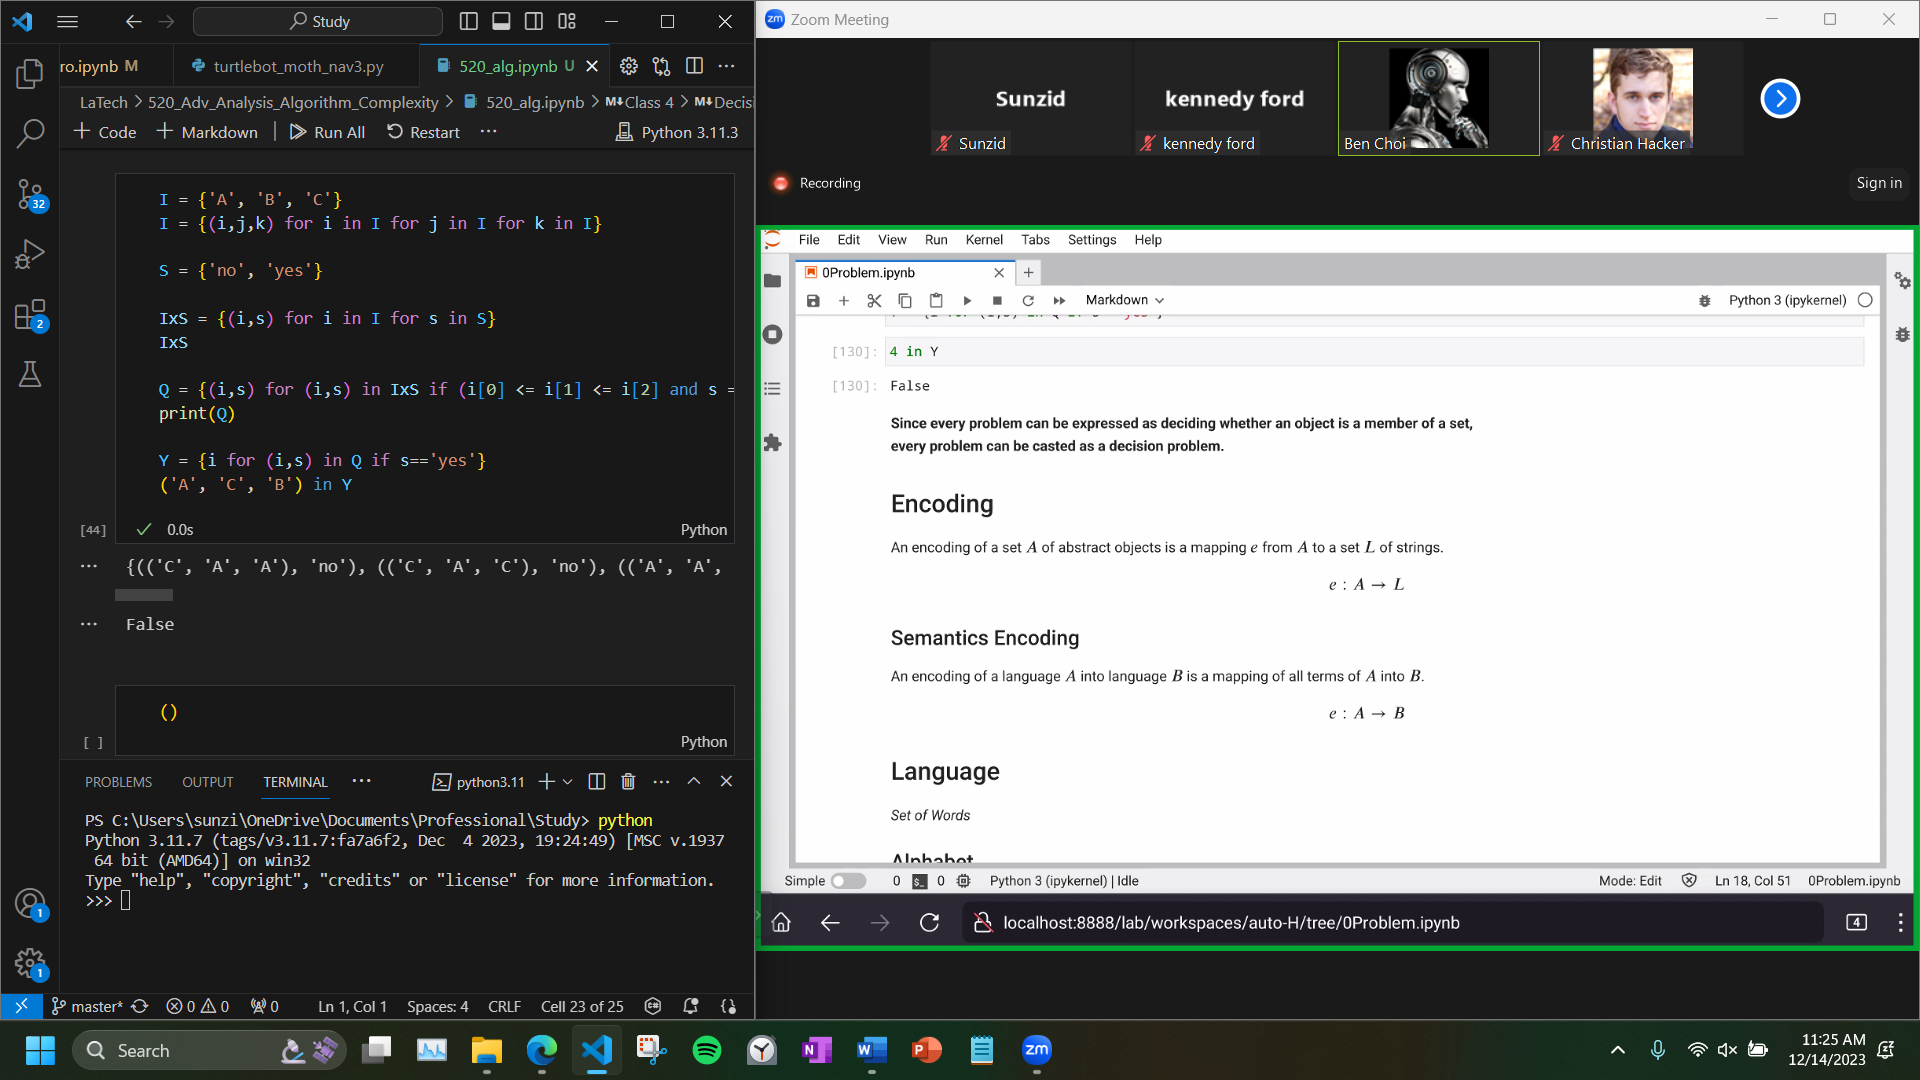 Study
ro.ipynb M
turtlebot_moth_nav3.py
520_alg.ipynb U
LaTech > 520_Adv_Analysis_Algorithm_Complexity > 520_alg.ipynb > M↓Class 4 > M↓Decis
+ Code + Markdown | Run All Restart ··· Python 3.11.3
I = {'A', 'B', 'C'}
I = {(i,j,k) for i in I for j in I for k in I}
S = {'no', 'yes'}
IxS = {(i,s) for i in I for s in S}
IxS
Q = {(i,s) for (i,s) in IxS if (i[0] <= i[1] <= i[2] and s =
print(Q)
Y = {i for (i,s) in Q if s=='yes'}
('A', 'C', 'B') in Y
[44] 0.0s Python
··· {(('C', 'A', 'A'), 'no'), (('C', 'A', 'C'), 'no'), (('A', 'A',
··· False
()
[ ] Python
32
2
1
1
PROBLEMS OUTPUT TERMINAL ··· python3.11
PS C:\Users\sunzi\OneDrive\Documents\Professional\Study> python
Python 3.11.7 (tags/v3.11.7:fa7a6f2, Dec  4 2023, 19:24:49) [MSC v.1937
 64 bit (AMD64)] on win32
Type "help", "copyright", "credits" or "license" for more information.
>>>
master* 0 0 0 Ln 1, Col 1 Spaces: 4 CRLF Cell 23 of 25
zm Zoom Meeting
Sunzid
Sunzid
kennedy ford
kennedy ford
Ben Choi
Christian Hacker
Recording
Sign in
File Edit View Run Kernel Tabs Settings Help
0Problem.ipynb
Markdown
Python 3 (ipykernel)
[130]: 4 in Y
[130]: False
Since every problem can be expressed as deciding whether an object is a member of a set,
every problem can be casted as a decision problem.
Encoding
An encoding of a set A of abstract objects is a mapping e from A to a set L of strings.
e : A → L
Semantics Encoding
An encoding of a language A into language B is a mapping of all terms of A into B.
e : A → B
Language
Set of Words
Alphabet
Simple 0 0 Python 3 (ipykernel) | Idle Mode: Edit Ln 18, Col 51 0Problem.ipynb
localhost:8888/lab/workspaces/auto-H/tree/0Problem.ipynb
4
Search
zm
11:25 AM
12/14/2023